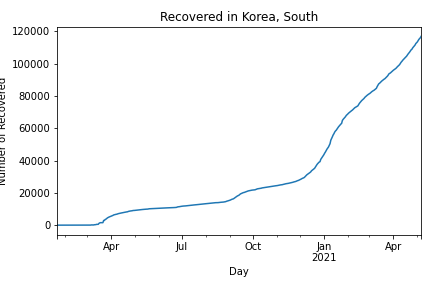 Recovered in Korea, South
120000
100000
80000
60000
40000
20000
0
Number of Recovered
Apr
Jul
Oct
Jan
2021
Apr
Day